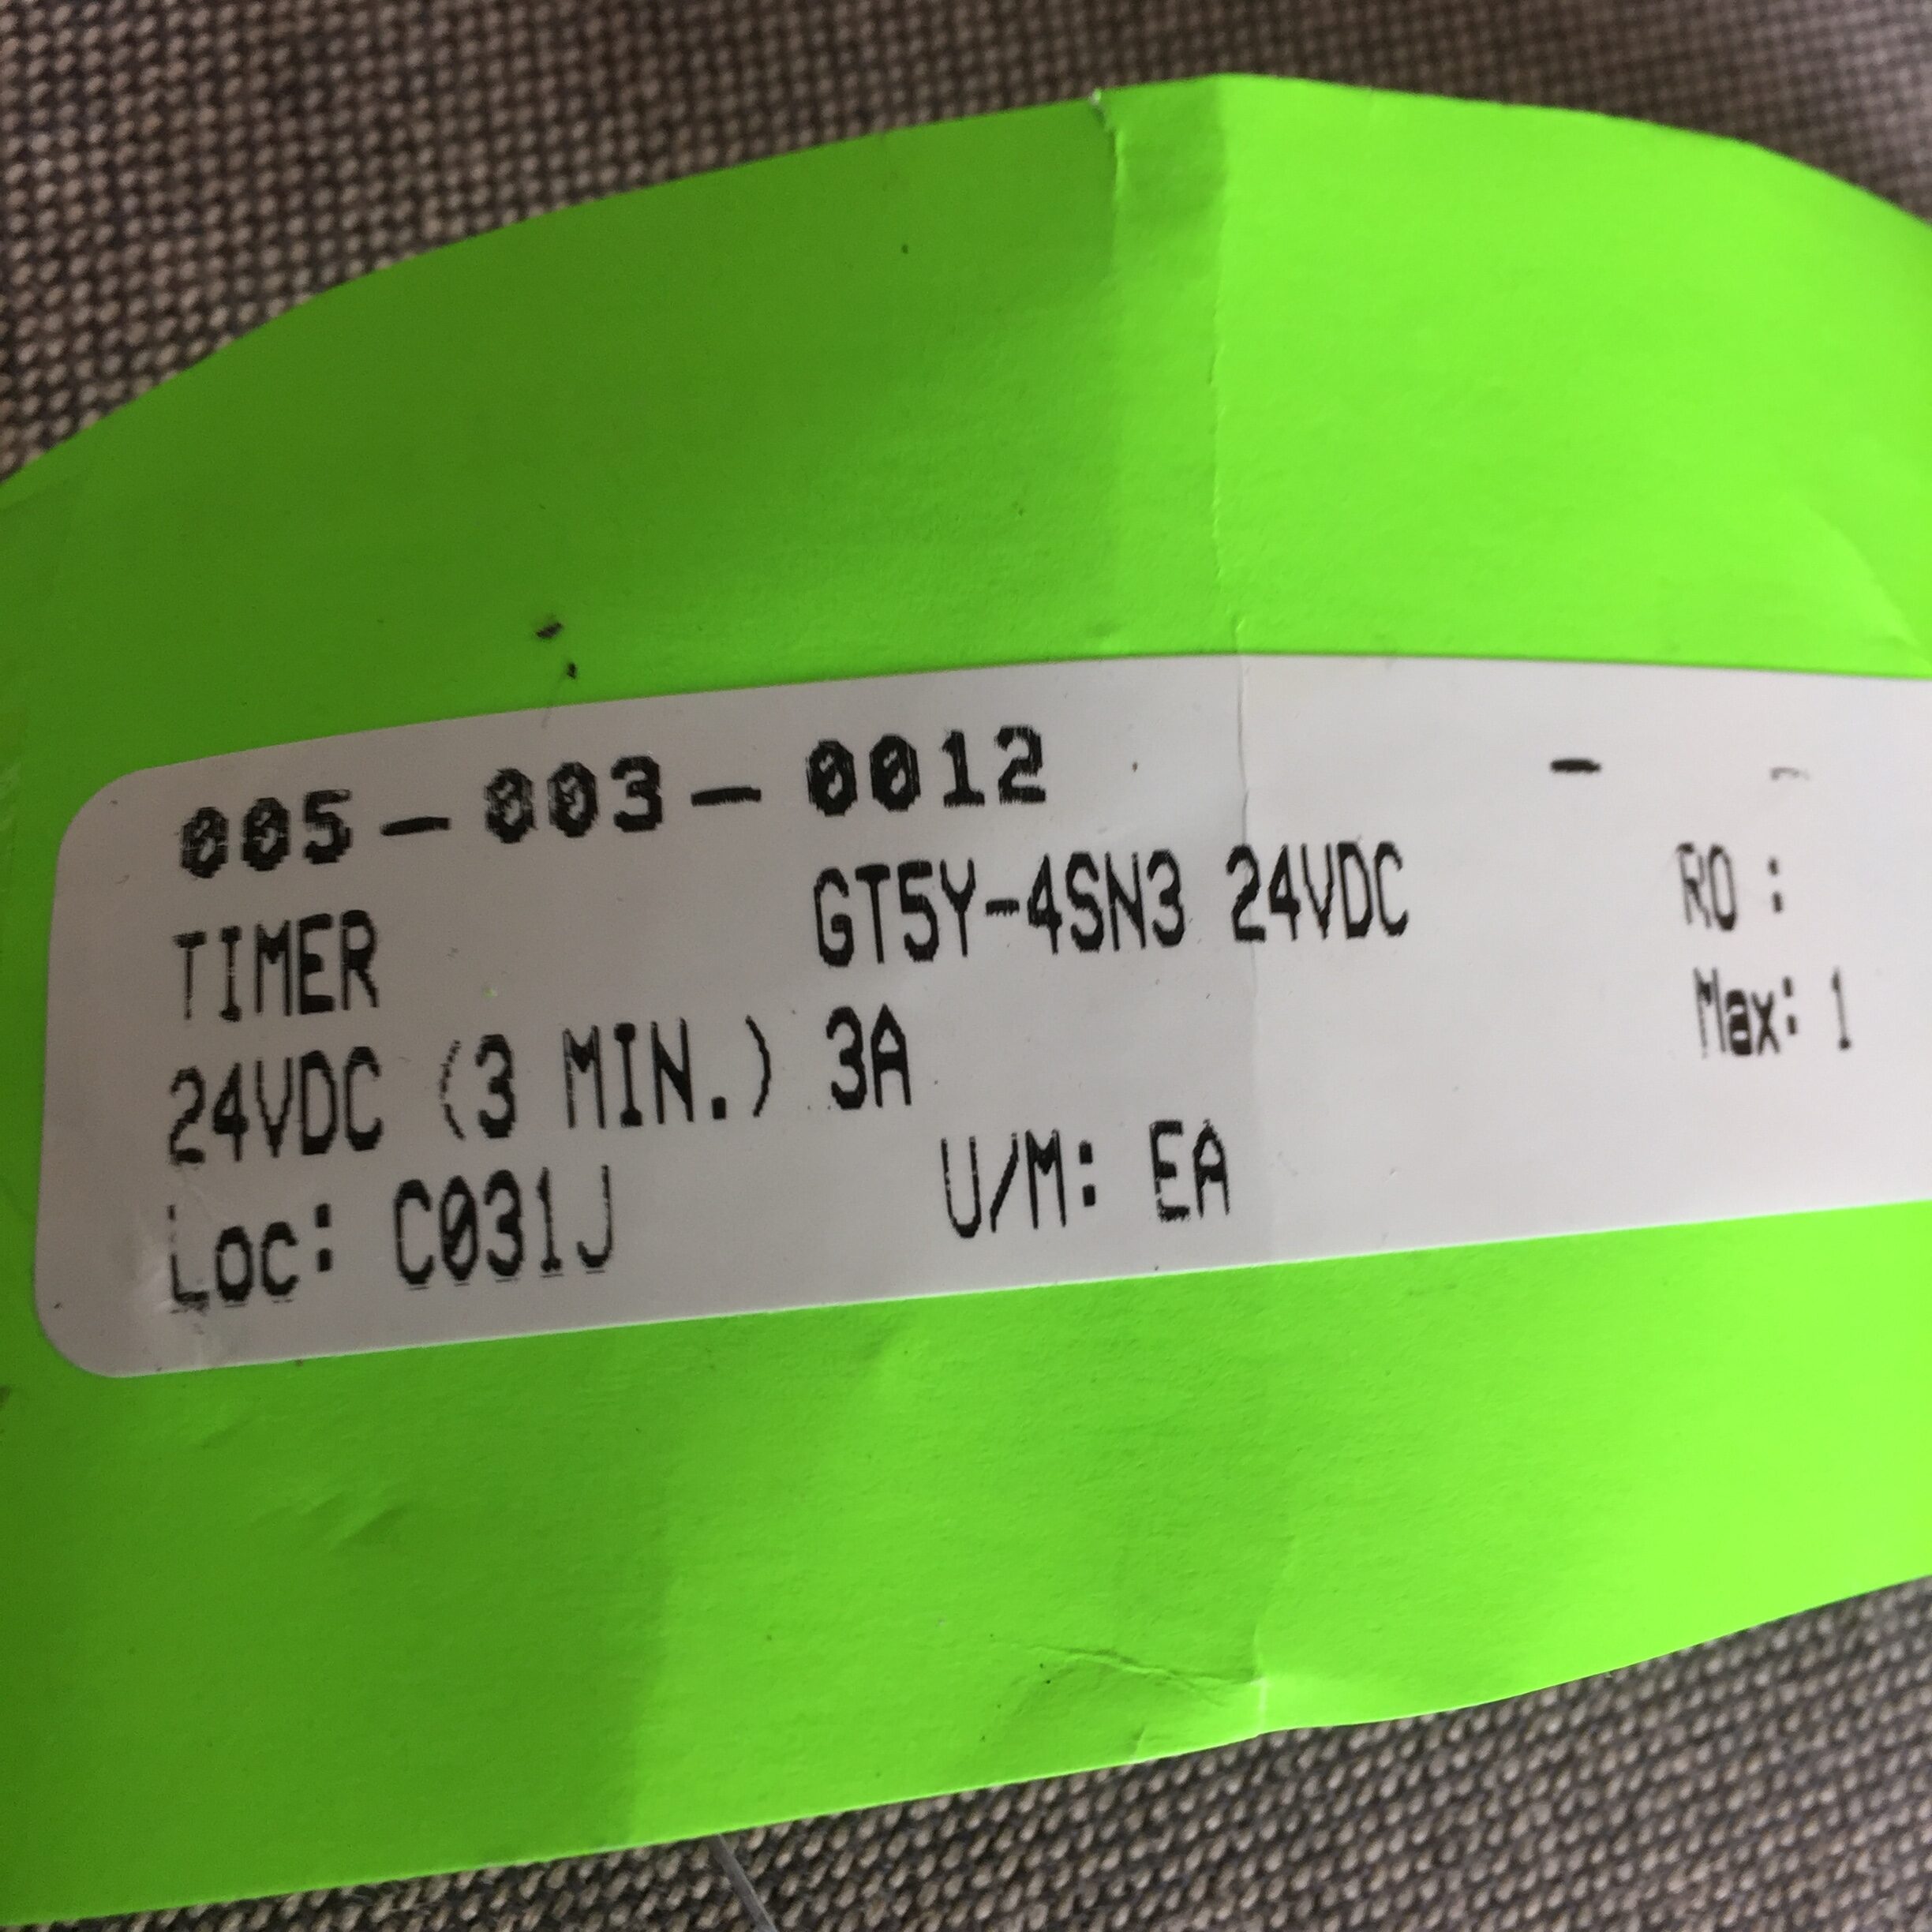 005-003-0012 - -
TIMER GT5Y-4SN3 24VDC RO :
24VDC (3 MIN.) 3A Max: 1
Loc: C031J U/M: EA